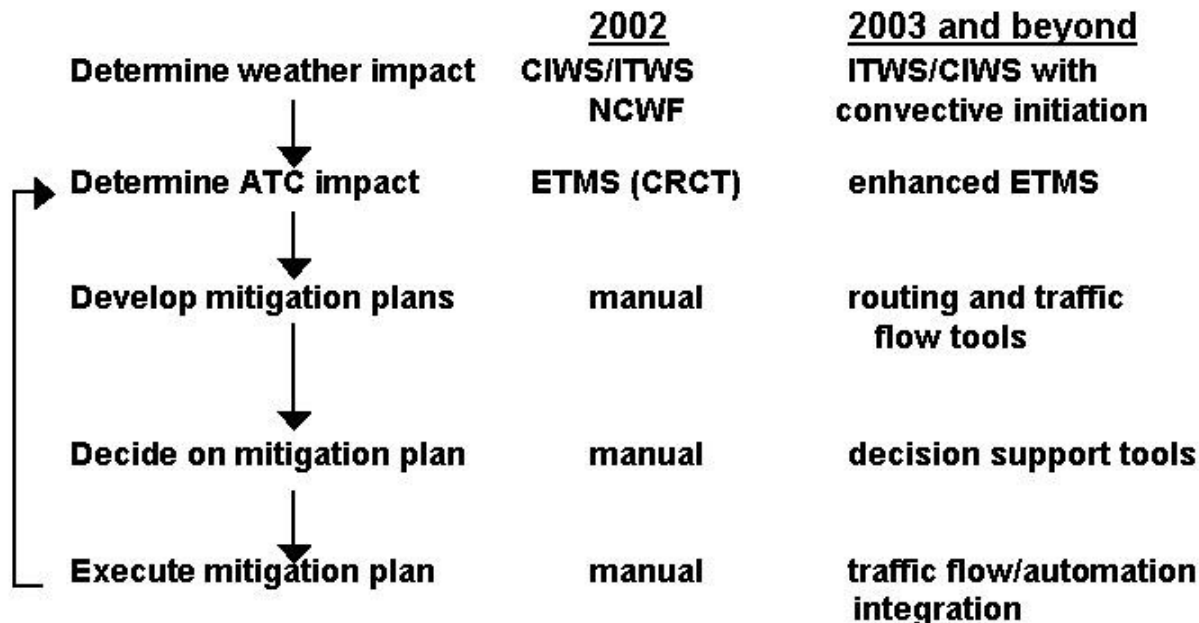 2002 2003 and beyond
Determine weather impact CIWS/ITWS ITWS/CIWS with
NCWF convective initiation
Determine ATC impact ETMS (CRCT) enhanced ETMS
Develop mitigation plans manual routing and traffic
flow tools
Decide on mitigation plan manual decision support tools
Execute mitigation plan manual traffic flow/automation
integration